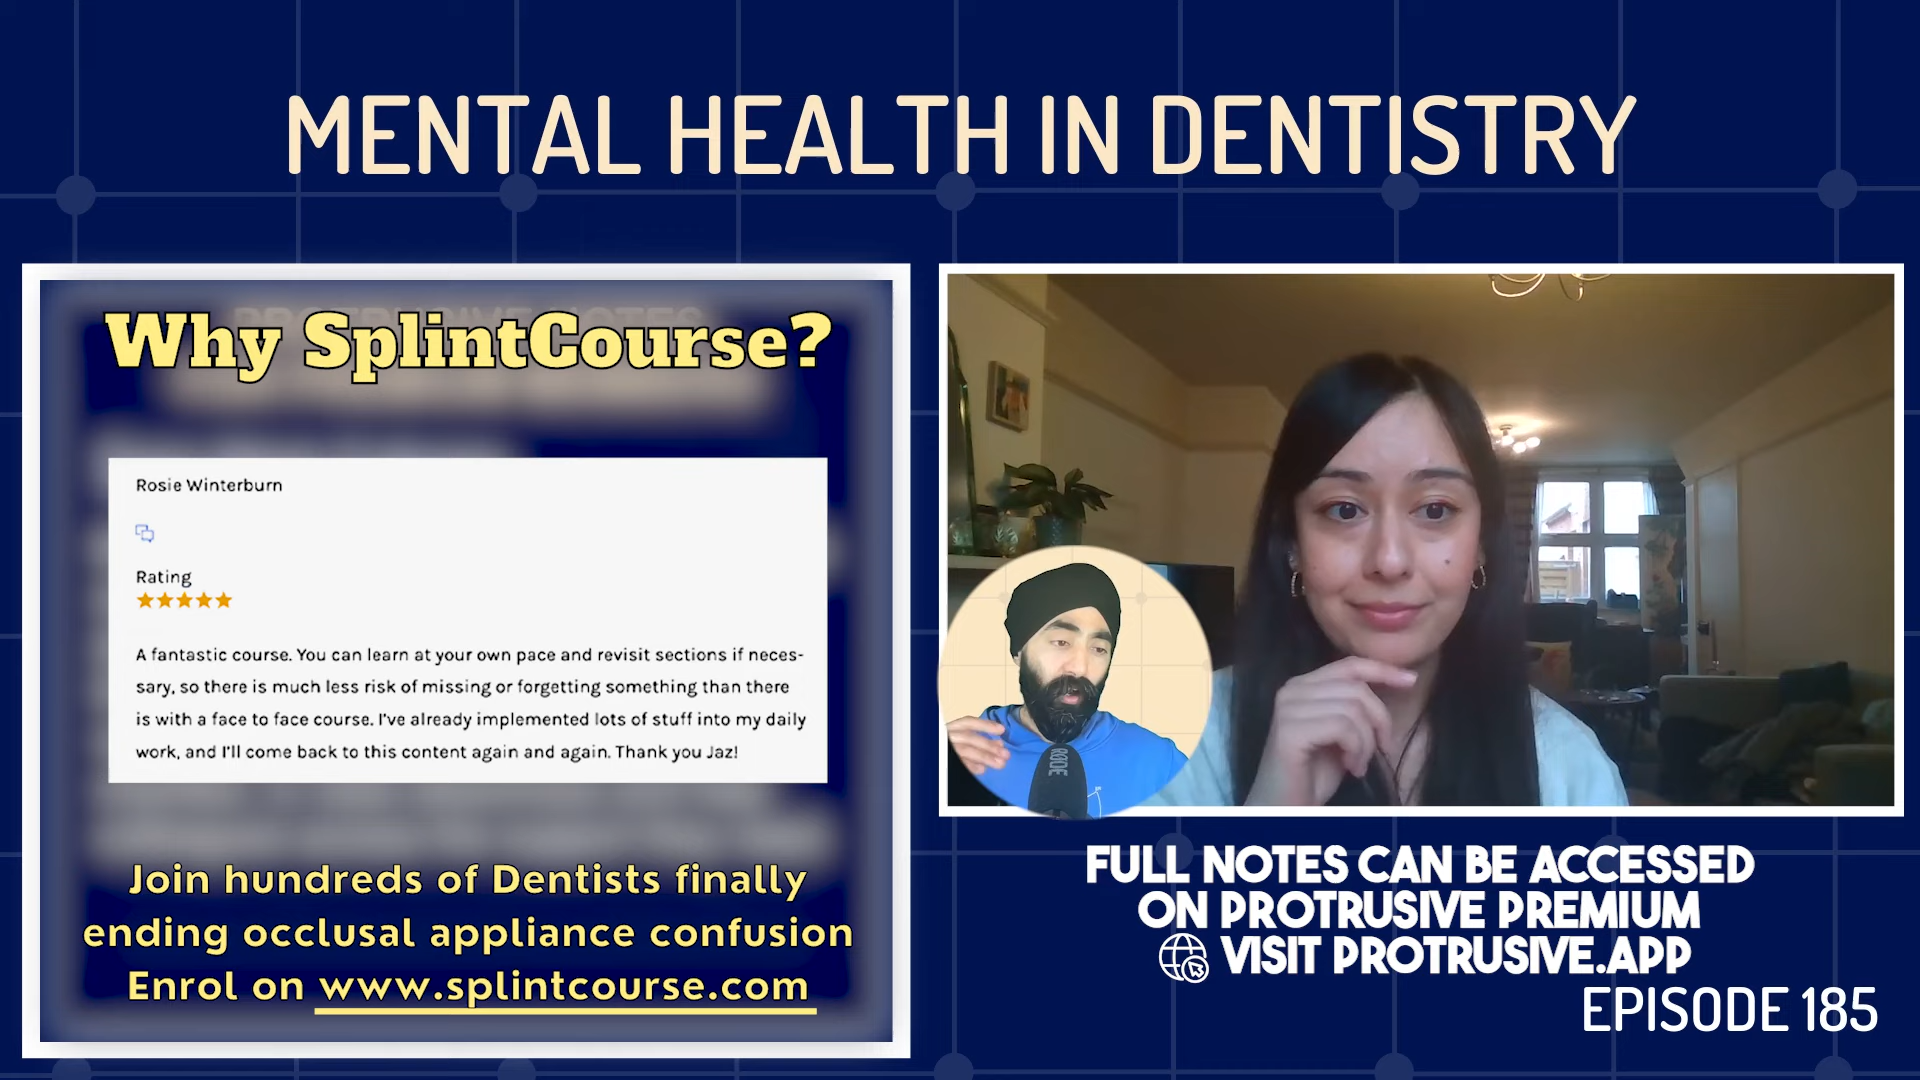 MENTAL HEALTH IN DENTISTRY
Why SplintCourse?
Rosie Winterburn
Rating
A fantastic course. You can learn at your own pace and revisit sections if neces-
sary, so there is much less risk of missing or forgetting something than there
is with a face to face course. I've already implemented lots of stuff into my daily
work, and I'll come back to this content again and again. Thank you Jaz!
Join hundreds of Dentists finally
ending occlusal appliance confusion
Enrol on www.splintcourse.com
RØDE
FULL NOTES CAN BE ACCESSED
ON PROTRUSIVE PREMIUM
VISIT PROTRUSIVE.APP
EPISODE 185